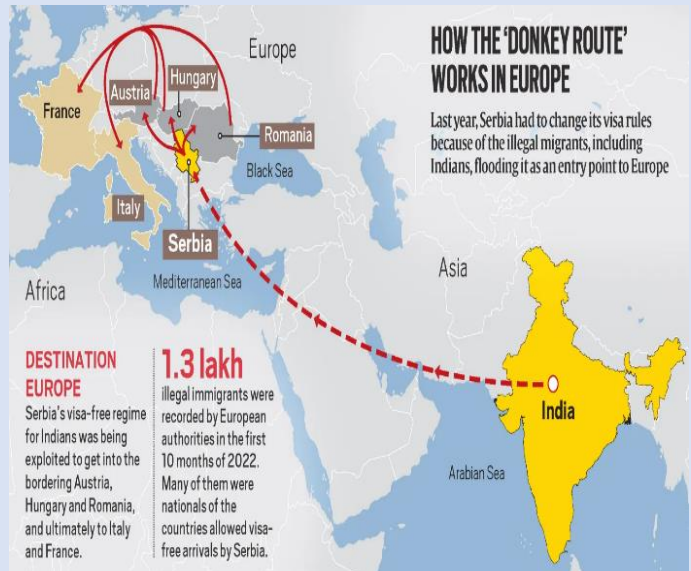 HOW THE ‘DONKEY ROUTE’
WORKS IN EUROPE
Last year, Serbia had to change its visa rules
because of the illegal migrants, including
Indians, flooding it as an entry point to Europe
Europe
Hungary
Austria
France
Romania
Black Sea
Italy
Serbia
Mediterranean Sea
Asia
Africa
India
Arabian Sea
DESTINATION
EUROPE
Serbia’s visa-free regime
for Indians was being
exploited to get into the
bordering Austria,
Hungary and Romania,
and ultimately to Italy
and France.
1.3 lakh
illegal immigrants were
recorded by European
authorities in the first
10 months of 2022.
Many of them were
nationals of the
countries allowed visa-
free arrivals by Serbia.